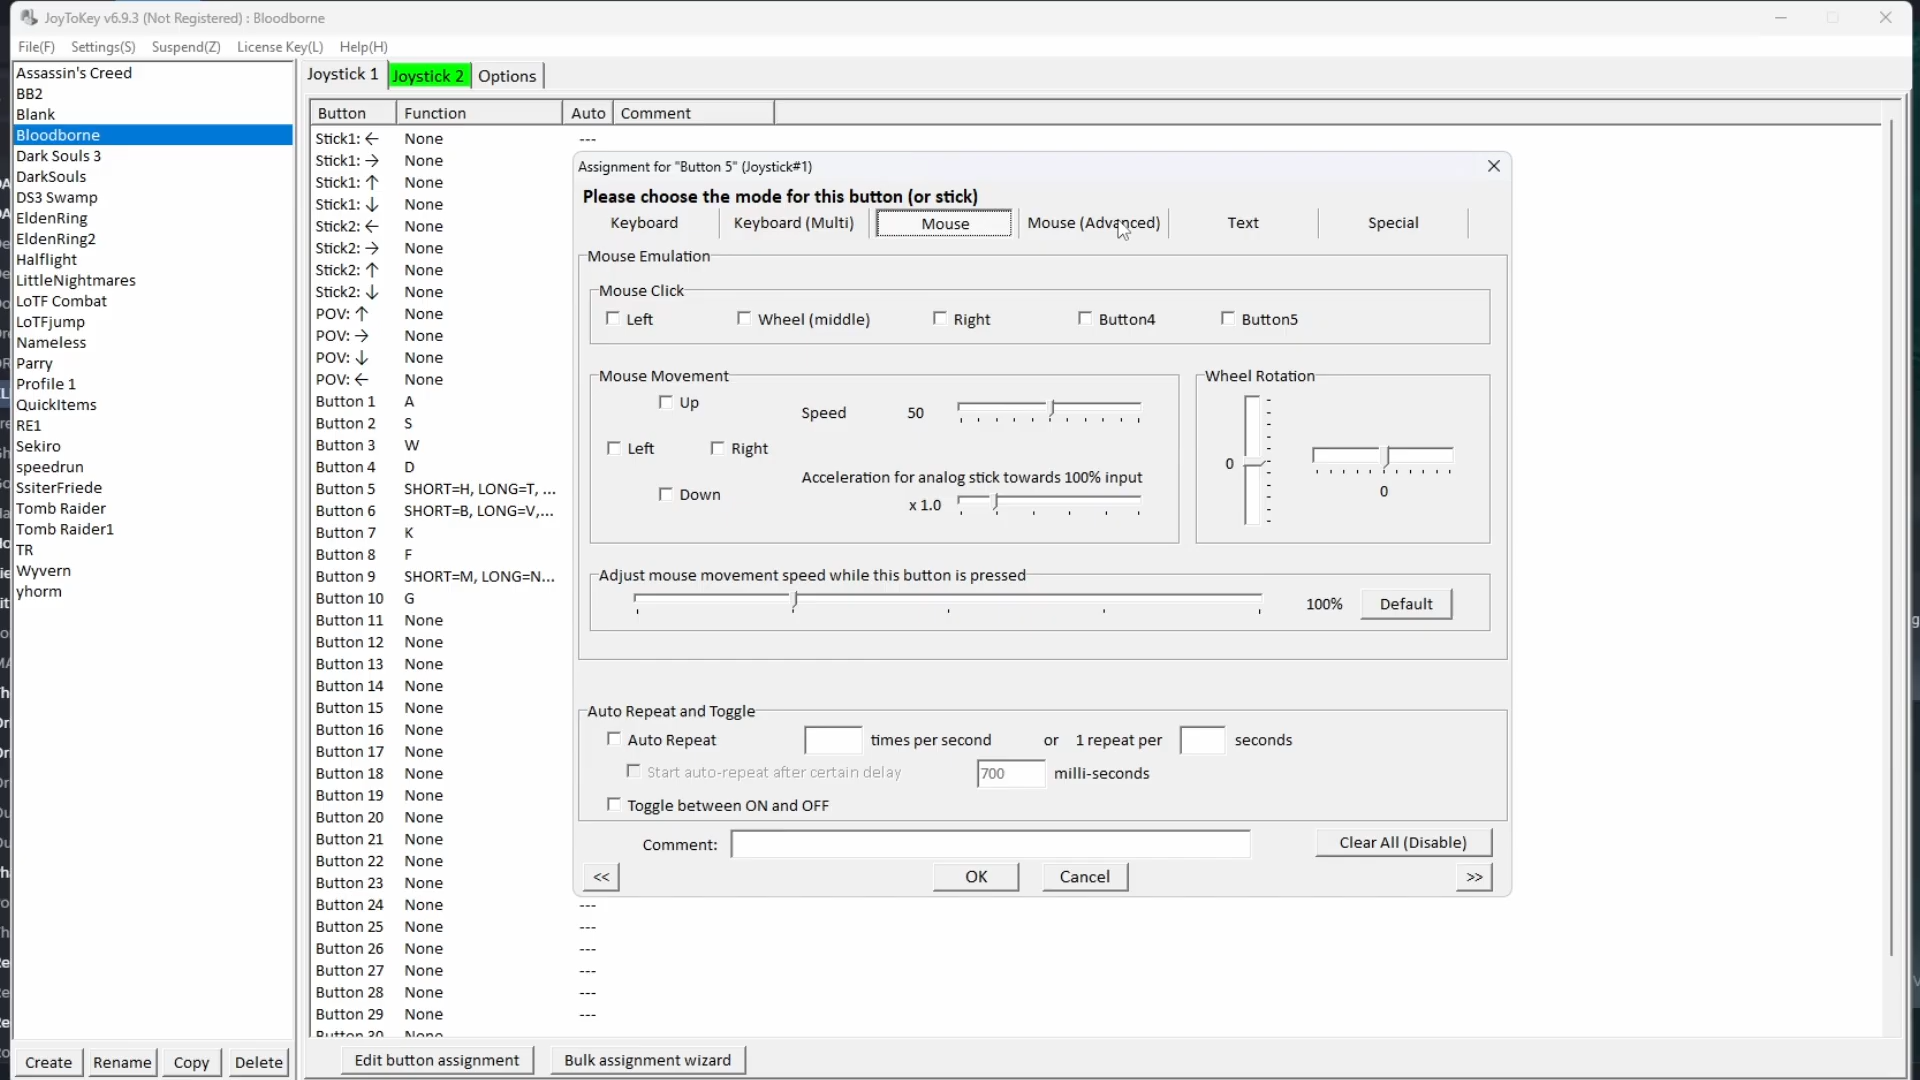 JoyToKey v6.9.3 (Not Registered) : Bloodborne
File(F) Settings(S) Suspend(Z) License Key(L) Help(H)
Assassin's Creed
BB2
Blank
Bloodborne
Dark Souls 3
DarkSouls
DS3 Swamp
EldenRing
EldenRing2
Halflight
LittleNightmares
LoTF Combat
LoTFjump
Nameless
Parry
Profile 1
QuickItems
RE1
Sekiro
speedrun
SsiterFriede
Tomb Raider
Tomb Raider1
TR
Wyvern
yhorm
Create Rename Copy Delete
Joystick 1 Joystick 2 Options
Button Function Auto Comment
Stick1: ← None ---
Stick1: → None
Stick1: ↑ None
Stick1: ↓ None
Stick2: ← None
Stick2: → None
Stick2: ↑ None
Stick2: ↓ None
POV: ↑ None
POV: → None
POV: ↓ None
POV: ← None
Button 1 A
Button 2 S
Button 3 W
Button 4 D
Button 5 SHORT=H, LONG=T, ...
Button 6 SHORT=B, LONG=V,...
Button 7 K
Button 8 F
Button 9 SHORT=M, LONG=N...
Button 10 G
Button 11 None
Button 12 None
Button 13 None
Button 14 None
Button 15 None
Button 16 None
Button 17 None
Button 18 None
Button 19 None
Button 20 None
Button 21 None
Button 22 None
Button 23 None
Button 24 None ---
Button 25 None ---
Button 26 None ---
Button 27 None ---
Button 28 None ---
Button 29 None ---
Button 30 None
Edit button assignment Bulk assignment wizard
Assignment for "Button 5" (Joystick#1)
Please choose the mode for this button (or stick)
Keyboard Keyboard (Multi) Mouse Mouse (Advanced) Text Special
Mouse Emulation
Mouse Click
Left Wheel (middle) Right Button4 Button5
Mouse Movement
Up
Left Right
Down
Speed 50
Acceleration for analog stick towards 100% input
x 1.0
Wheel Rotation
0
0
Adjust mouse movement speed while this button is pressed
100% Default
Auto Repeat and Toggle
Auto Repeat times per second or 1 repeat per seconds
Start auto-repeat after certain delay 700 milli-seconds
Toggle between ON and OFF
Comment: Clear All (Disable)
<< OK Cancel >>